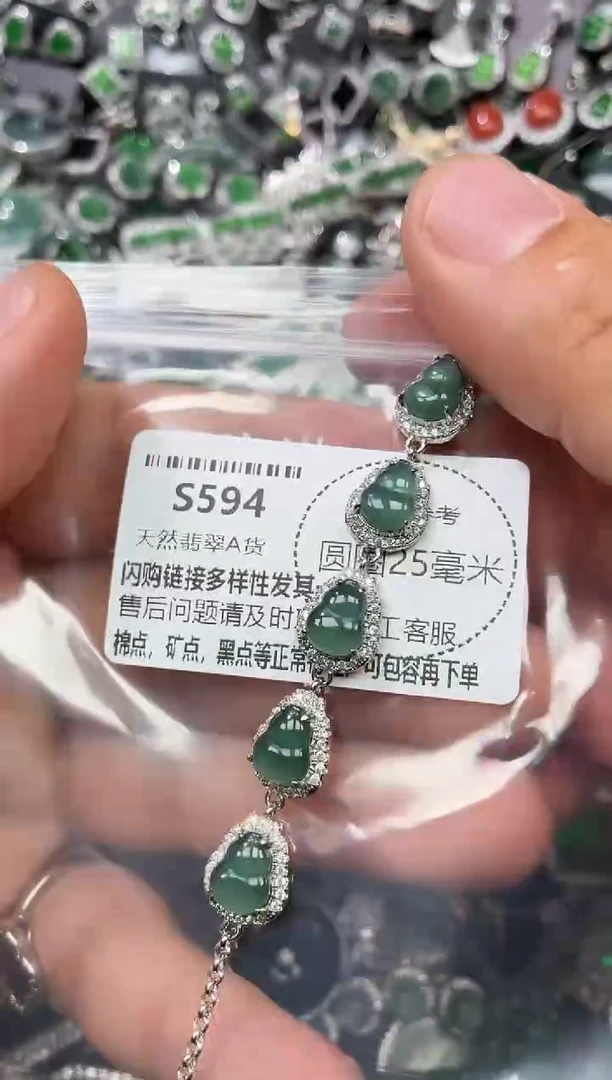 S594
考
天然翡翠A货
圆圈25毫米
闪购链接多样性发其
售后问题请及时 工客服
棉点，矿点，黑点等正常 可包容再下单